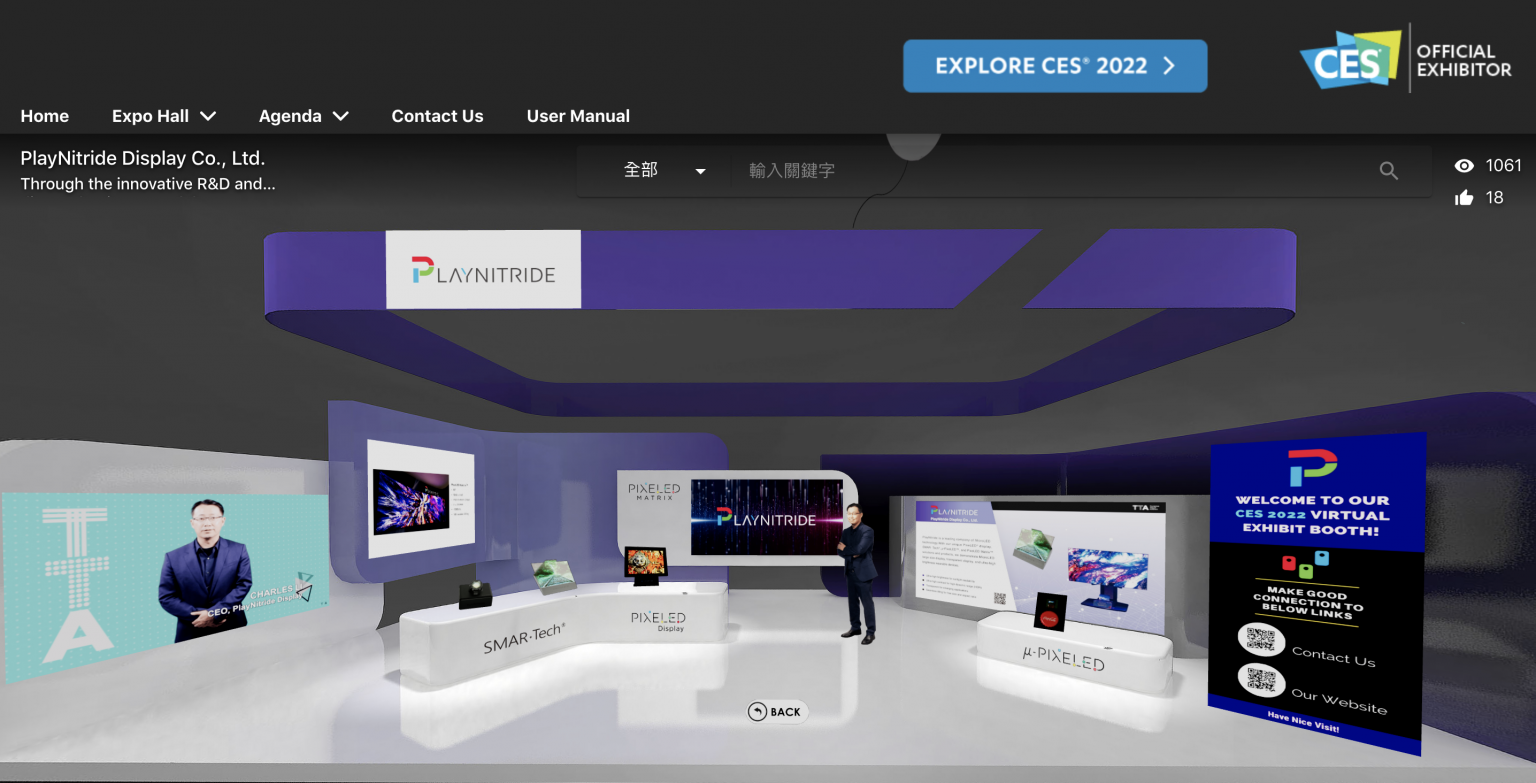 EXPLORE CES® 2022
CES®
OFFICIAL
EXHIBITOR
Home
Expo Hall
Agenda
Contact Us
User Manual
PlayNitride Display Co., Ltd.
Through the innovative R&D and...
全部
輸入關鍵字
1061
18
PLAYNITRIDE
TTA
CHARLES
CEO, PlayNitride Display
PIXELED
MATRIX
PLAYNITRIDE
SMAR·Tech®
PIXELED
Display
PLAYNITRIDE
PlayNitride Display Co., Ltd.
TTA
μ-PIXELED
WELCOME TO OUR
CES 2022 VIRTUAL
EXHIBIT BOOTH!
MAKE GOOD
CONNECTION TO
BELOW LINKS
Contact Us
Our Website
Have Nice Visit!
BACK